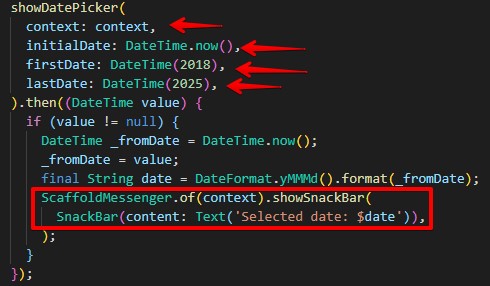 showDatePicker(
context: context,
initialDate: DateTime.now(),
firstDate: DateTime(2018),
lastDate: DateTime(2025),
).then((DateTime value) {
if (value != null) {
DateTime _fromDate = DateTime.now();
_fromDate = value;
final String date = DateFormat.yMMMd().format(_fromDate);
ScaffoldMessenger.of(context).showSnackBar(
SnackBar(content: Text('Selected date: $date')),
);
}
});